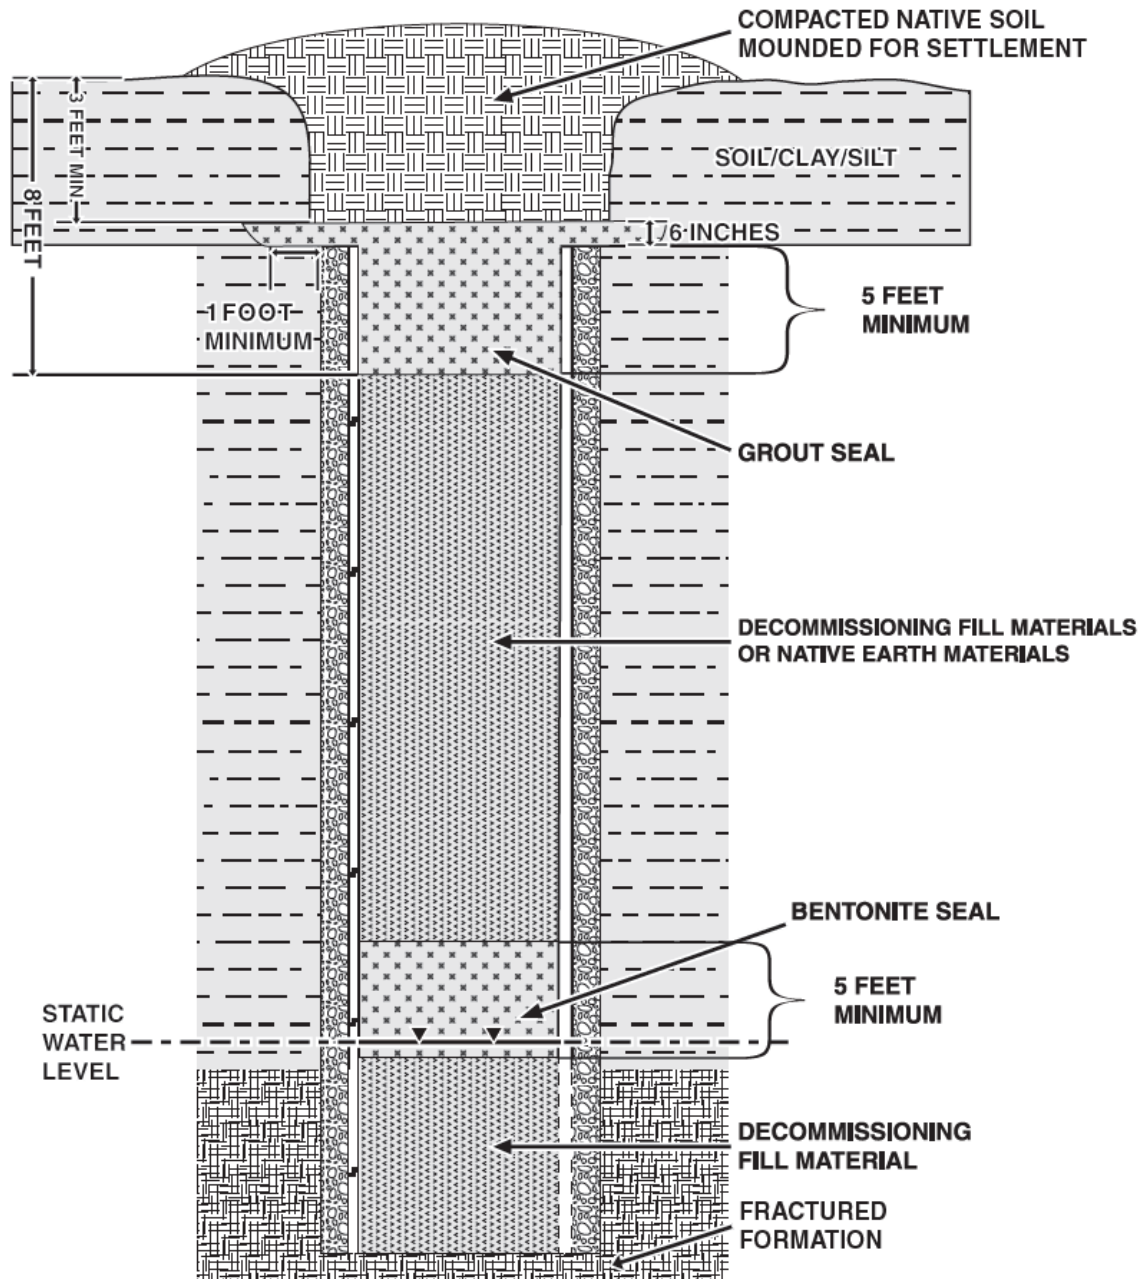 COMPACTED NATIVE SOIL
MOUNDED FOR SETTLEMENT
3 FEET MIN.
8 FEET
SOIL/CLAY/SILT
6 INCHES
5 FEET
MINIMUM
1 FOOT
MINIMUM
GROUT SEAL
DECOMMISSIONING FILL MATERIALS
OR NATIVE EARTH MATERIALS
BENTONITE SEAL
5 FEET
MINIMUM
STATIC
WATER
LEVEL
DECOMMISSIONING
FILL MATERIAL
FRACTURED
FORMATION